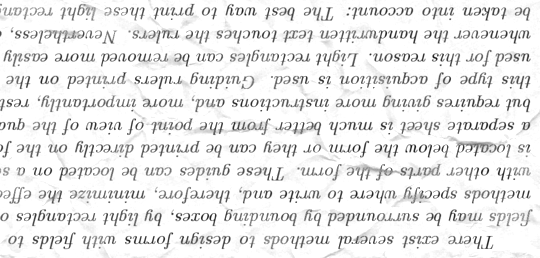 There exist several methods to design forms with fields to
fields may be surrounded by bounding boxes, by light rectangles o
methods specify where to write and, therefore, minimize the effec
with other parts of the form. These guides can be located on a s
is located below the form or they can be printed directly on the fo
a separate sheet is much better from the point of view of the qua
but requires giving more instructions and, more importantly, rest
this type of acquisition is used. Guiding rulers printed on the
used for this reason. Light rectangles can be removed more easily
whenever the handwritten text touches the rulers. Nevertheless,
be taken into account: The best way to print these light rectang